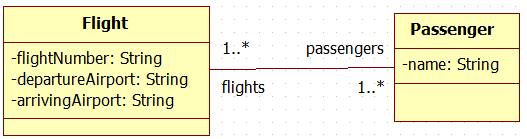 Flight
-flightNumber: String
-departureAirport: String
-arrivingAirport: String
1..*
passengers
flights
1..*
Passenger
-name: String